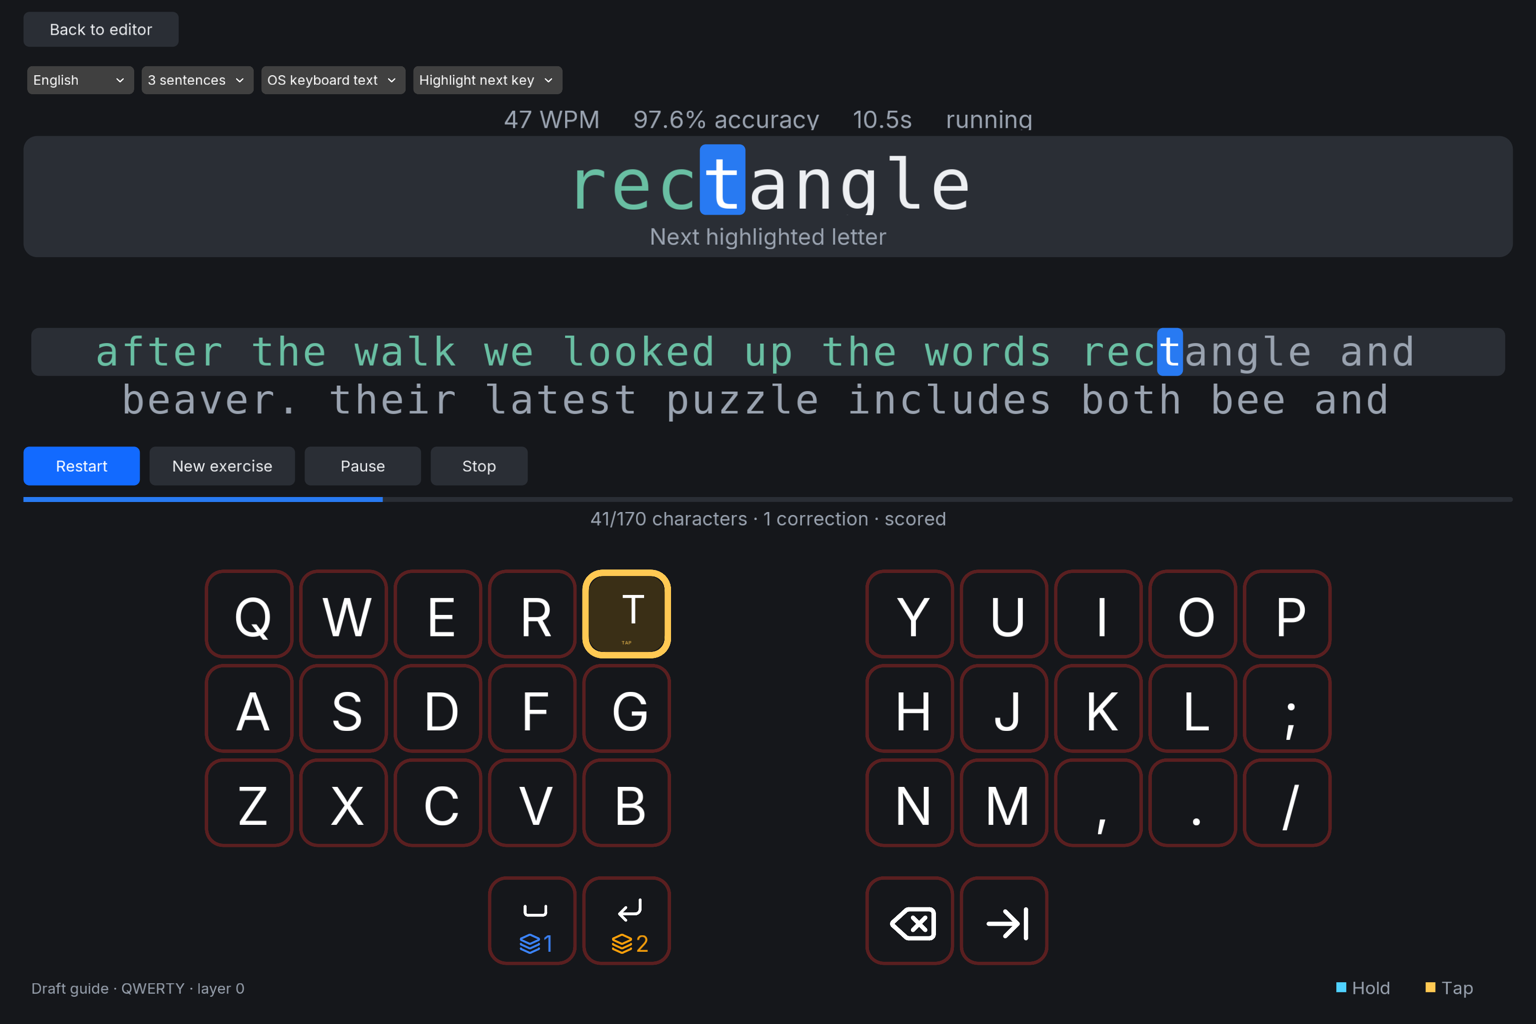 Back to editor
English 3 sentences OS keyboard text Highlight next key
47 WPM 97.6% accuracy 10.5s running
rectangle
Next highlighted letter
after the walk we looked up the words rectangle and
beaver. their latest puzzle includes both bee and
Restart New exercise Pause Stop
41/170 characters · 1 correction · scored
Q W E R T Y U I O P
TAP
A S D F G H J K L ;
Z X C V B N M , . /
1 2
Draft guide · QWERTY · layer 0 Hold Tap